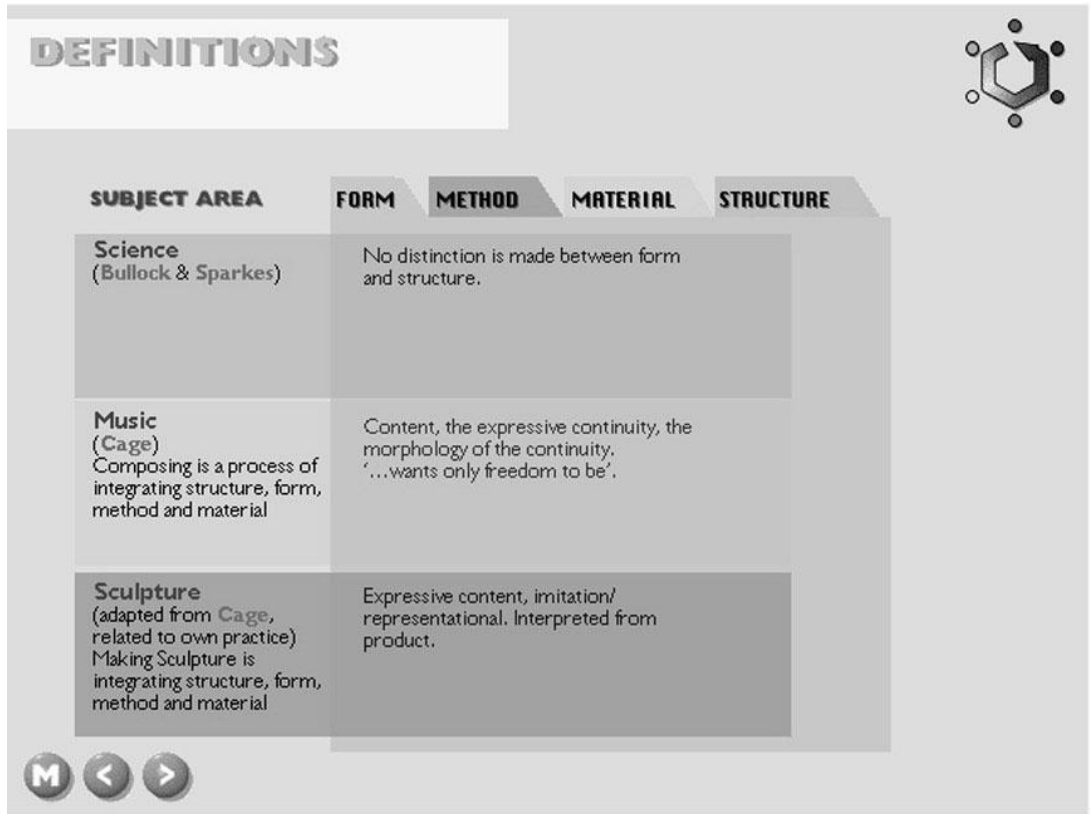 DEFINITIONS
SUBJECT AREA
FORM
METHOD
MATERIAL
STRUCTURE
Science
(Bullock & Sparkes)
No distinction is made between form
and structure.
Music
(Cage)
Composing is a process of
integrating structure, form,
method and material
Content, the expressive continuity, the
morphology of the continuity.
‘...wants only freedom to be’.
Sculpture
(adapted from Cage,
related to own practice)
Making Sculpture is
integrating structure, form,
method and material
Expressive content, imitation/
representational. Interpreted from
product.
M < >